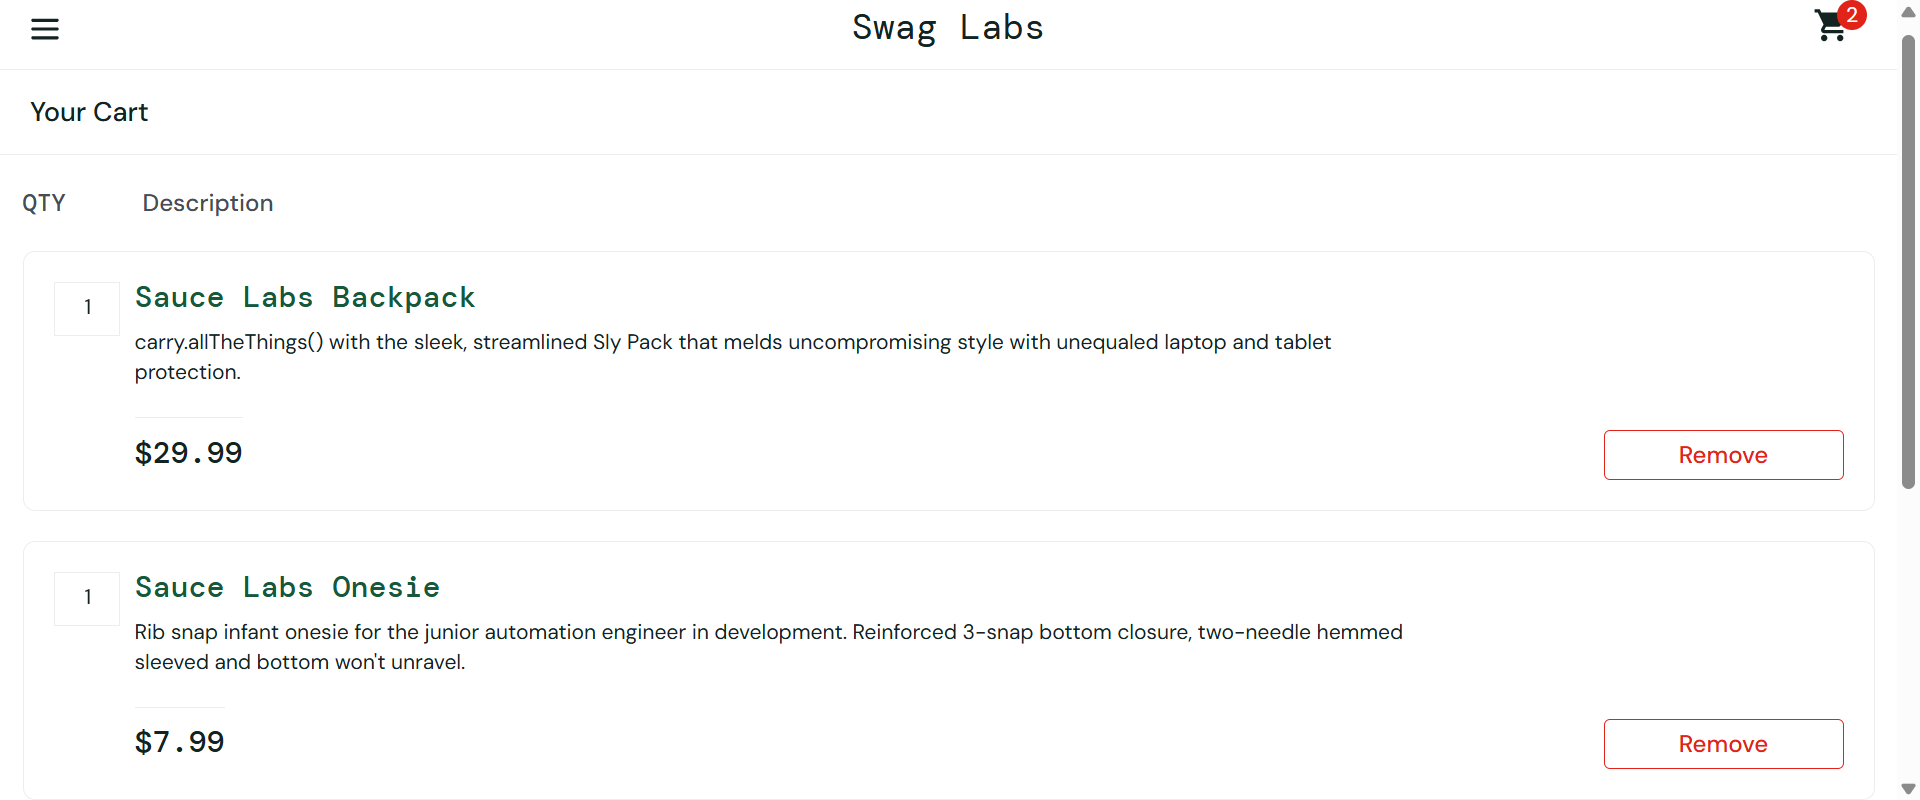 Swag Labs
2
Your Cart
QTY Description
1
Sauce Labs Backpack
carry.allTheThings() with the sleek, streamlined Sly Pack that melds uncompromising style with unequaled laptop and tablet
protection.
$29.99
Remove
1
Sauce Labs Onesie
Rib snap infant onesie for the junior automation engineer in development. Reinforced 3-snap bottom closure, two-needle hemmed
sleeved and bottom won't unravel.
$7.99
Remove